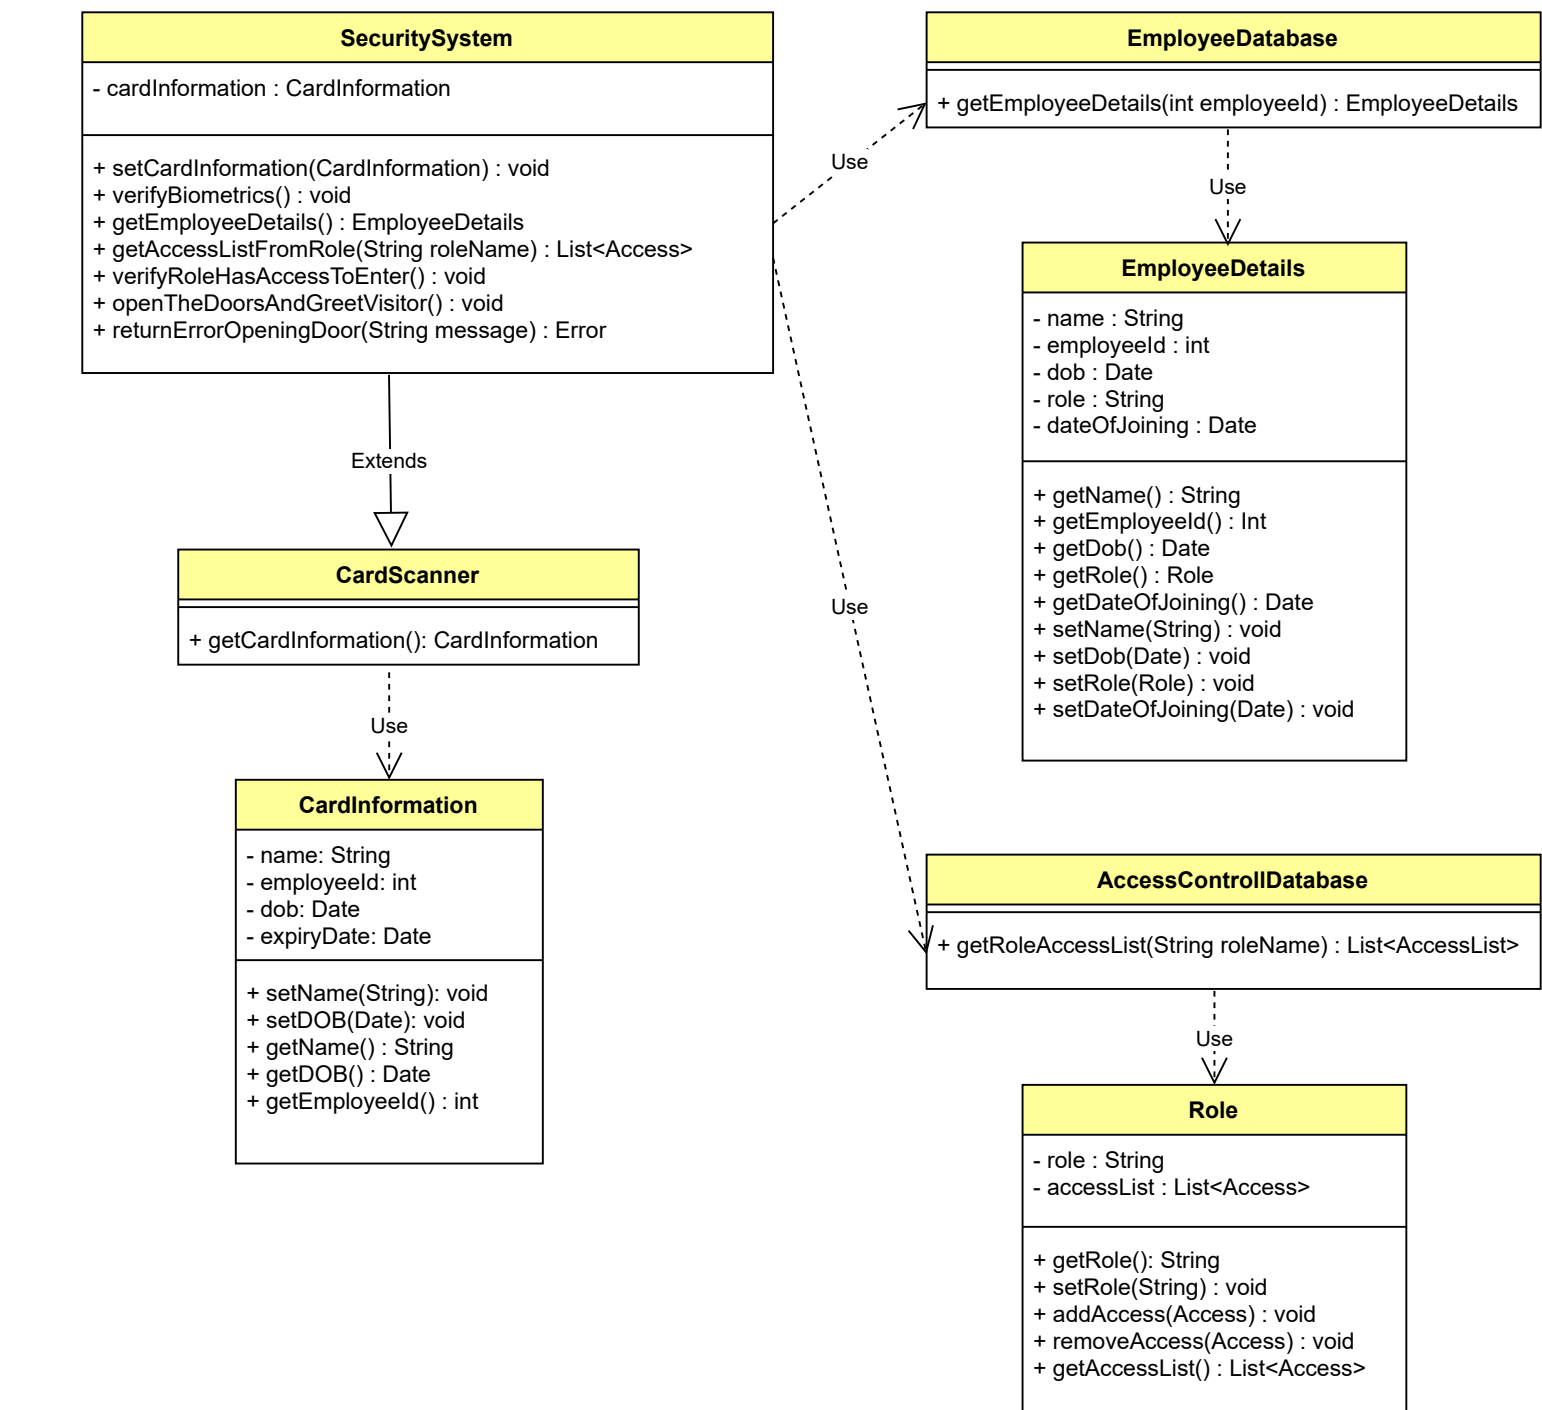 SecuritySystem
- cardInformation : CardInformation
+ setCardInformation(CardInformation) : void
+ verifyBiometrics() : void
+ getEmployeeDetails() : EmployeeDetails
+ getAccessListFromRole(String roleName) : List<Access>
+ verifyRoleHasAccessToEnter() : void
+ openTheDoorsAndGreetVisitor() : void
+ returnErrorOpeningDoor(String message) : Error
Extends
CardScanner
+ getCardInformation(): CardInformation
Use
CardInformation
- name: String
- employeeId: int
- dob: Date
- expiryDate: Date
+ setName(String): void
+ setDOB(Date): void
+ getName() : String
+ getDOB() : Date
+ getEmployeeId() : int
Use
Use
EmployeeDatabase
+ getEmployeeDetails(int employeeId) : EmployeeDetails
Use
EmployeeDetails
- name : String
- employeeId : int
- dob : Date
- role : String
- dateOfJoining : Date
+ getName() : String
+ getEmployeeId() : Int
+ getDob() : Date
+ getRole() : Role
+ getDateOfJoining() : Date
+ setName(String) : void
+ setDob(Date) : void
+ setRole(Role) : void
+ setDateOfJoining(Date) : void
AccessControllDatabase
+ getRoleAccessList(String roleName) : List<AccessList>
Use
Role
- role : String
- accessList : List<Access>
+ getRole(): String
+ setRole(String) : void
+ addAccess(Access) : void
+ removeAccess(Access) : void
+ getAccessList() : List<Access>